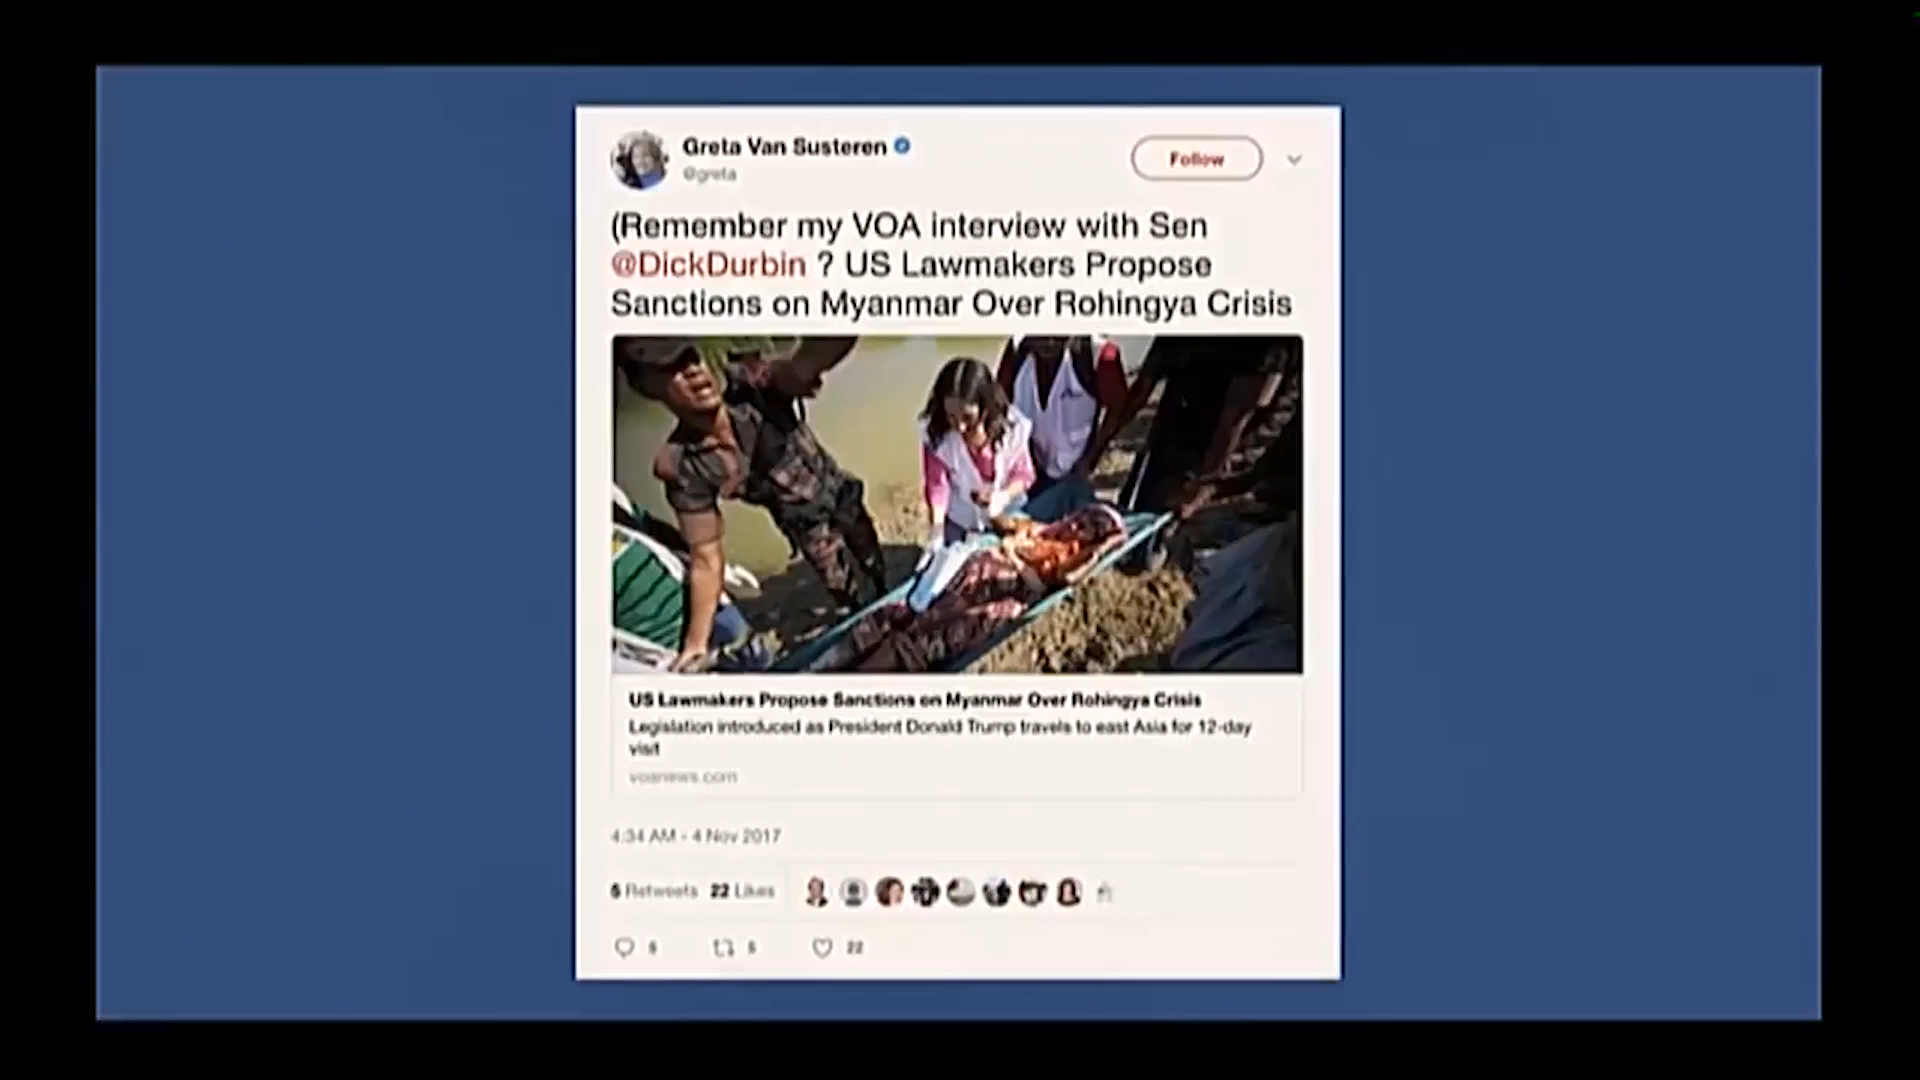 Greta Van Susteren
@greta
Follow
(Remember my VOA interview with Sen
@DickDurbin ? US Lawmakers Propose
Sanctions on Myanmar Over Rohingya Crisis
US Lawmakers Propose Sanctions on Myanmar Over Rohingya Crisis
Legislation introduced as President Donald Trump travels to east Asia for 12-day
visit
voanews.com
4:34 AM - 4 Nov 2017
5 Retweets 22 Likes
5 5 22